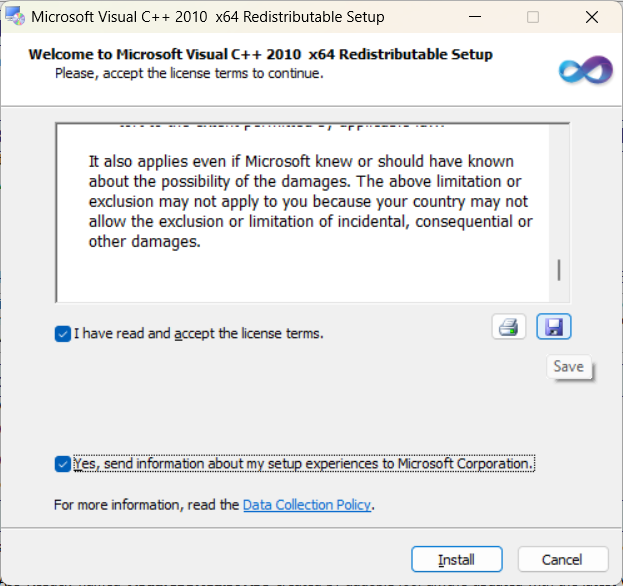 Microsoft Visual C++ 2010  x64 Redistributable Setup
Welcome to Microsoft Visual C++ 2010  x64 Redistributable Setup
Please, accept the license terms to continue.
It also applies even if Microsoft knew or should have known
about the possibility of the damages. The above limitation or
exclusion may not apply to you because your country may not
allow the exclusion or limitation of incidental, consequential or
other damages.
I have read and accept the license terms.
Save
Yes, send information about my setup experiences to Microsoft Corporation.
For more information, read the Data Collection Policy.
Install
Cancel